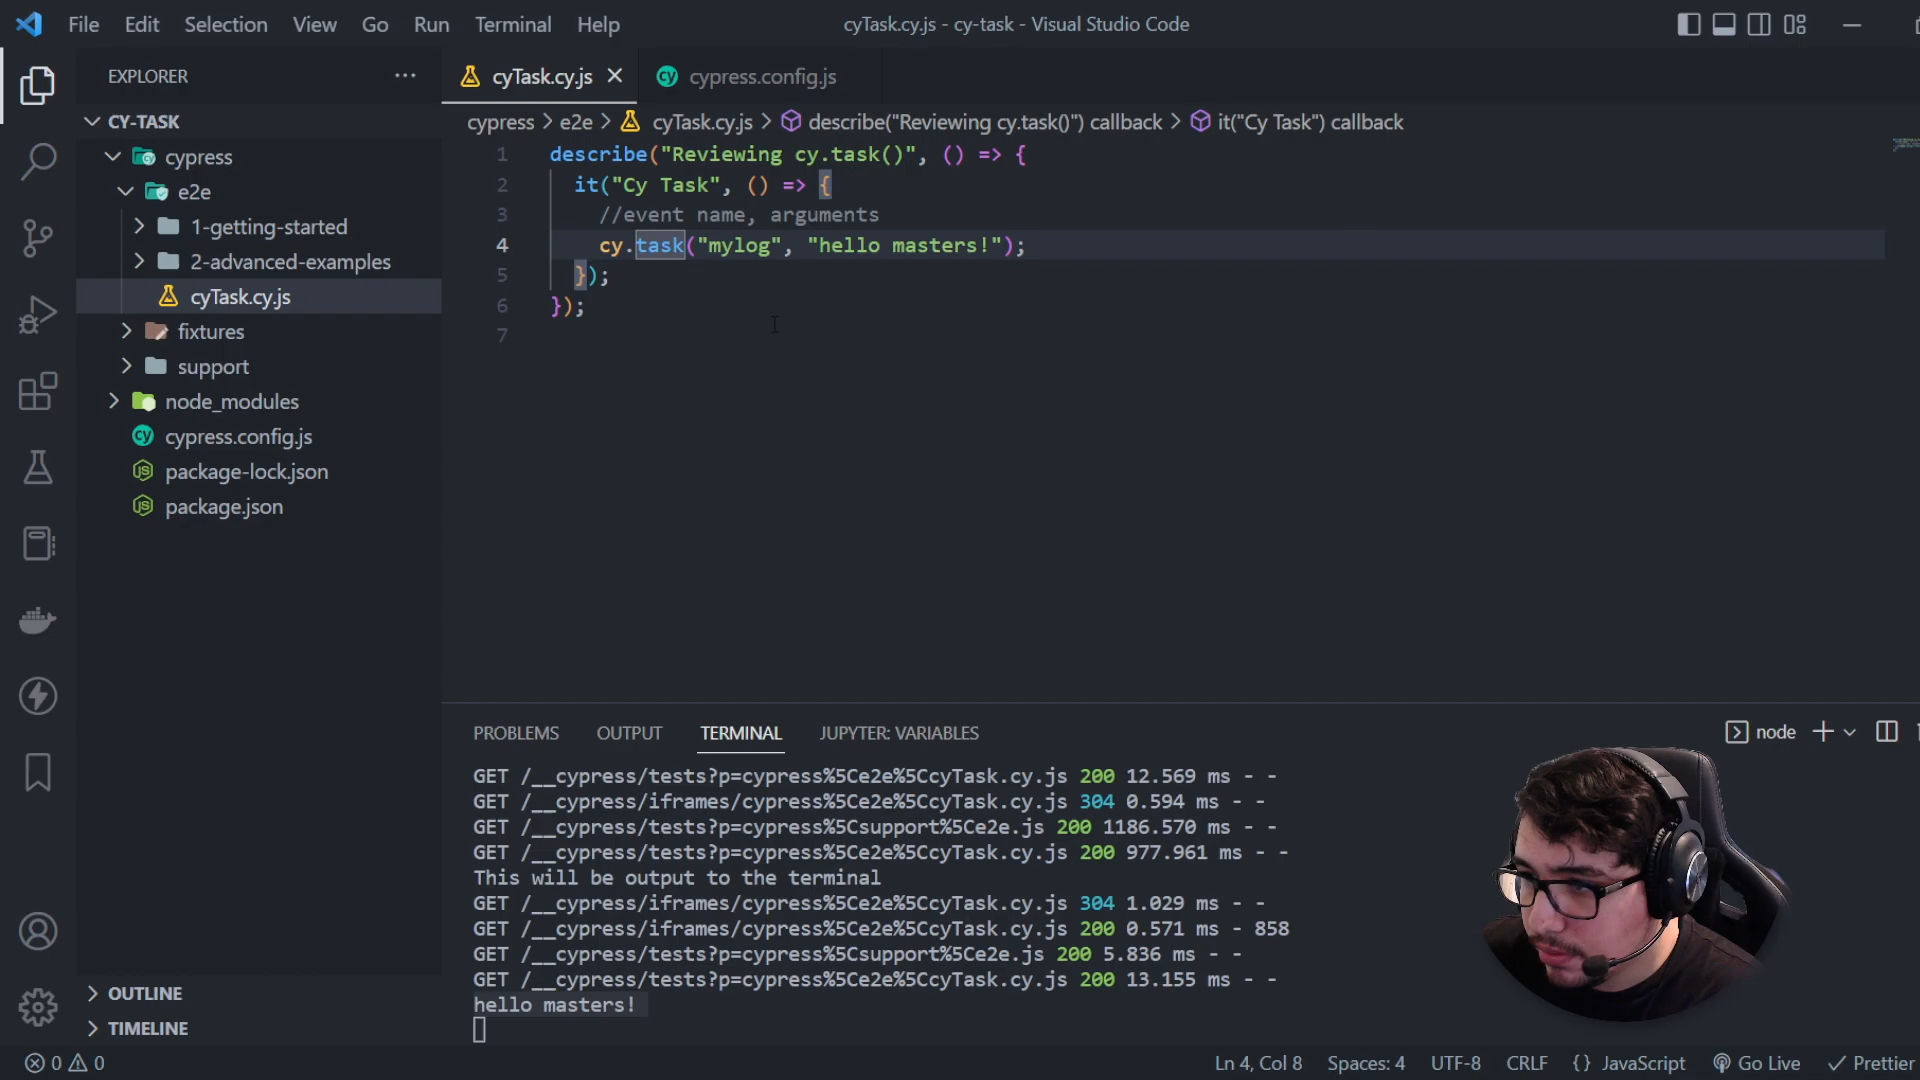 File Edit Selection View Go Run Terminal Help
cyTask.cy.js - cy-task - Visual Studio Code
EXPLORER
CY-TASK
cypress
e2e
1-getting-started
2-advanced-examples
cyTask.cy.js
fixtures
support
node_modules
cypress.config.js
package-lock.json
package.json
OUTLINE
TIMELINE
cyTask.cy.js
cypress.config.js
cypress > e2e > cyTask.cy.js > describe("Reviewing cy.task()") callback > it("Cy Task") callback
1 describe("Reviewing cy.task()", () => {
2 it("Cy Task", () => {
3 //event name, arguments
4 cy.task("mylog", "hello masters!");
5 });
6 });
7
PROBLEMS OUTPUT TERMINAL JUPYTER: VARIABLES
node
GET /__cypress/tests?p=cypress%5Ce2e%5CcyTask.cy.js 200 12.569 ms - -
GET /__cypress/iframes/cypress%5Ce2e%5CcyTask.cy.js 304 0.594 ms - -
GET /__cypress/tests?p=cypress%5Csupport%5Ce2e.js 200 1186.570 ms - -
GET /__cypress/tests?p=cypress%5Ce2e%5CcyTask.cy.js 200 977.961 ms - -
This will be output to the terminal
GET /__cypress/iframes/cypress%5Ce2e%5CcyTask.cy.js 304 1.029 ms - -
GET /__cypress/iframes/cypress%5Ce2e%5CcyTask.cy.js 200 0.571 ms - 858
GET /__cypress/tests?p=cypress%5Csupport%5Ce2e.js 200 5.836 ms - -
GET /__cypress/tests?p=cypress%5Ce2e%5CcyTask.cy.js 200 13.155 ms - -
hello masters!
0 0
Ln 4, Col 8 Spaces: 4 UTF-8 CRLF {} JavaScript Go Live Prettier